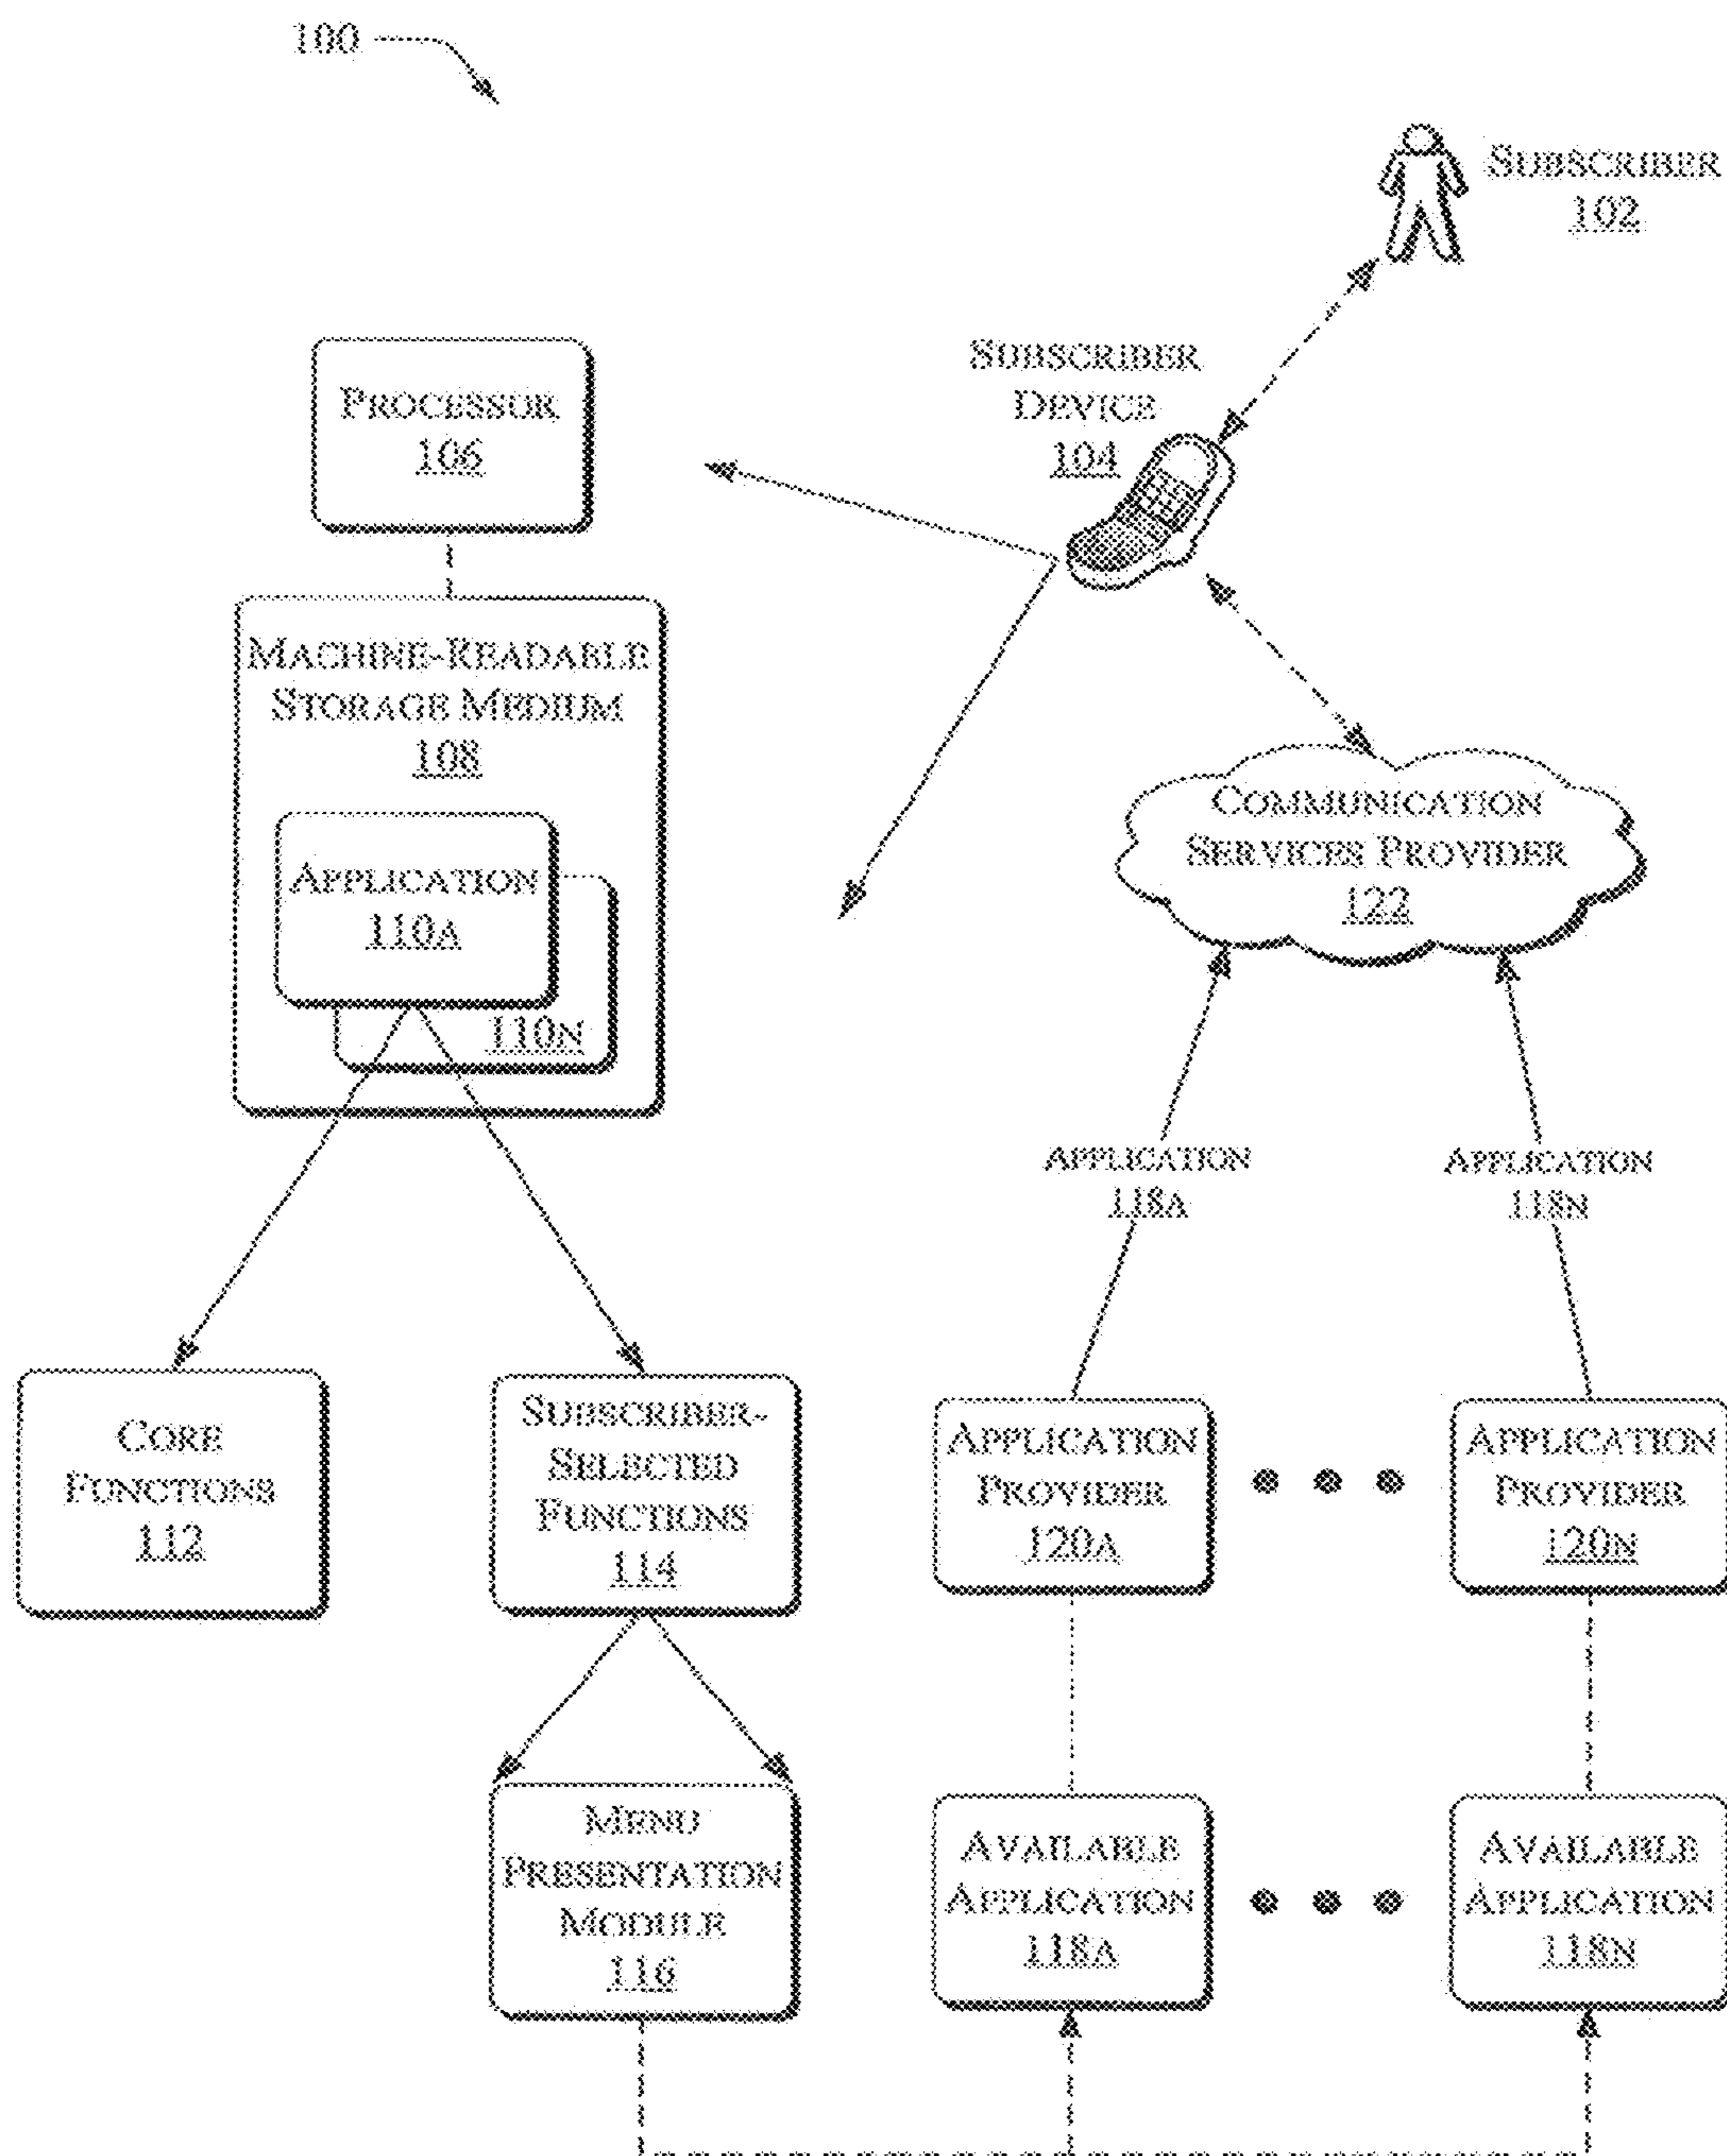 100
SUBSCRIBER
102
SUBSCRIBER
DEVICE
104
PROCESSOR
106
MACHINE-READABLE
STORAGE MEDIUM
108
APPLICATION
110A
110N
COMMUNICATION
SERVICES PROVIDER
122
APPLICATION
118A
APPLICATION
118N
CORE
FUNCTIONS
112
SUBSCRIBER-
SELECTED
FUNCTIONS
114
APPLICATION
PROVIDER
120A
APPLICATION
PROVIDER
120N
MENU
PRESENTATION
MODULE
116
AVAILABLE
APPLICATION
118A
AVAILABLE
APPLICATION
118N